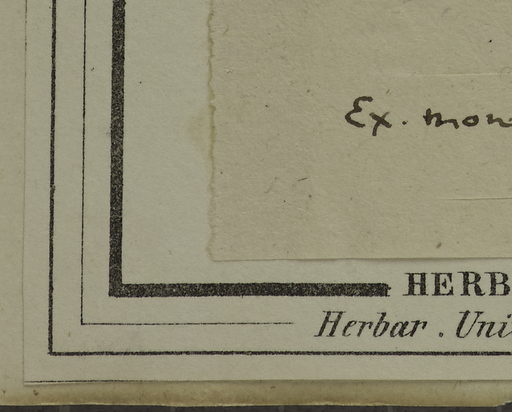 Ex. mon
HERB
Herbar. Uni